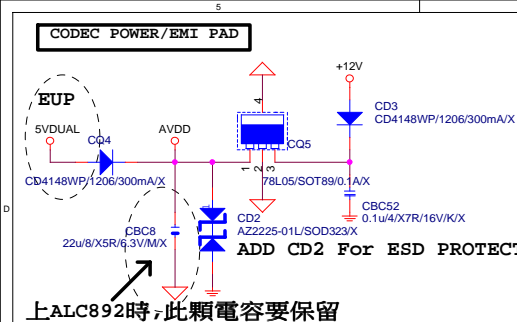 5
CODEC POWER/EMI PAD
+12V
EUP
4
5VDUAL
CQ4
AVDD
CD3
CD4148WP/1206/300mA/X
CQ5
CD4148WP/1206/300mA/X
1
2
3
78L05/SOT89/0.1A/X
D
CBC8
22u/8/X5R/6.3V/M/X
CD2
AZ2225-01L/SOD323/X
CBC52
0.1u/4/X7R/16V/K/X
ADD CD2 For ESD PROTECT
上ALC892時,此顆電容要保留